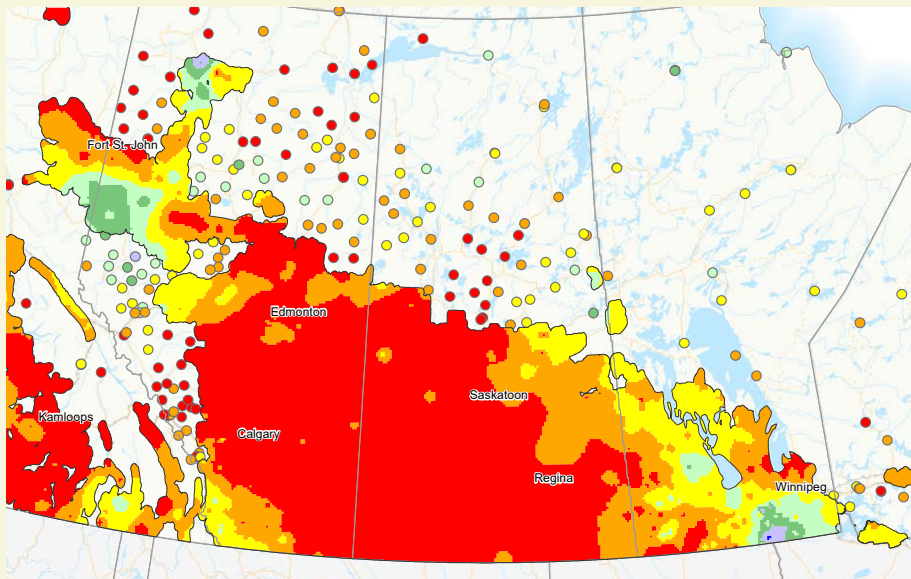 Fort St. John
Edmonton
Saskatoon
Kamloops
Calgary
Regina
Winnipeg